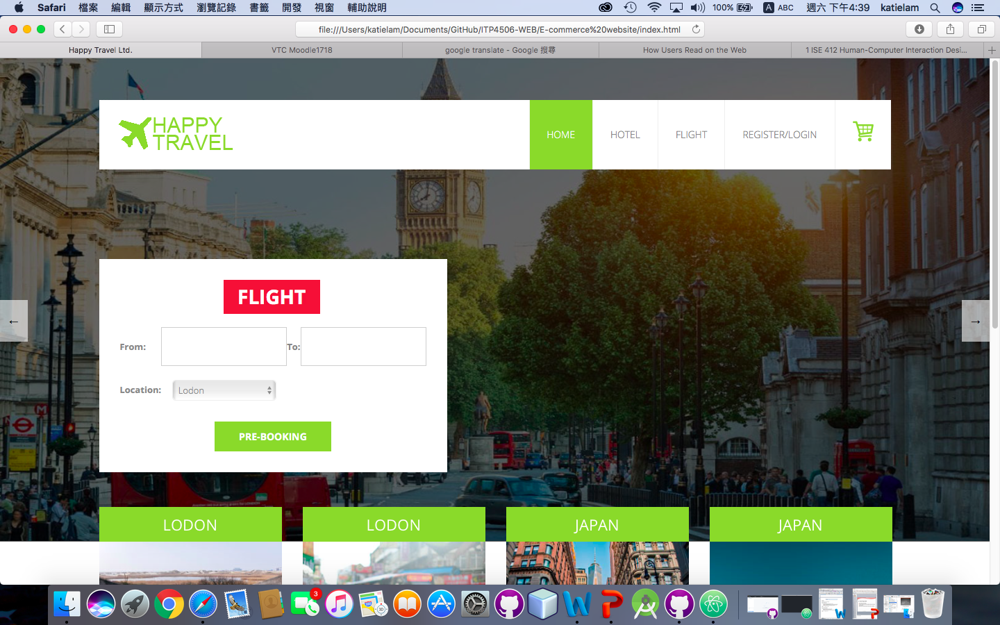 Safari 檔案 編輯 顯示方式 瀏覽記錄 書籤 開發 視窗 輔助說明 100% A ABC 週六 下午4:39 katielam
file:///Users/katielam/Documents/GitHub/ITP4506-WEB/E-commerce%20website/index.html
Happy Travel Ltd. VTC Moodle1718 google translate - Google 搜尋 How Users Read on the Web 1 ISE 412 Human-Computer Interaction Desi...
HAPPY
TRAVEL
HOME HOTEL FLIGHT REGISTER/LOGIN
FLIGHT
← →
From: To:
Location: Lodon
PRE-BOOKING
LODON LODON JAPAN JAPAN
3